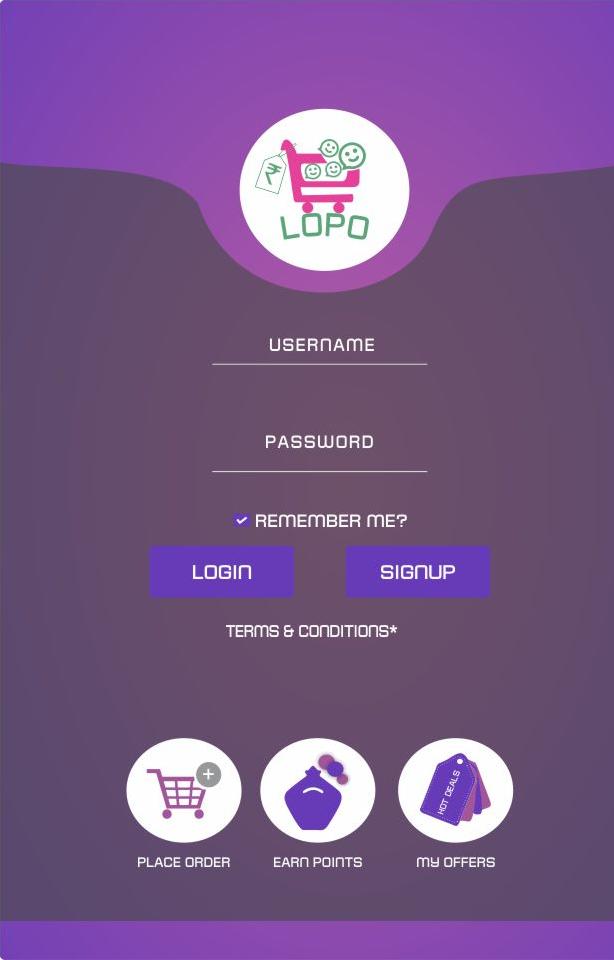 ₹
LOPO
USERNAME
PASSWORD
REMEMBER ME?
LOGIN
SIGNUP
TERMS & CONDITIONS*
HOT DEALS
PLACE ORDER
EARN POINTS
MY OFFERS